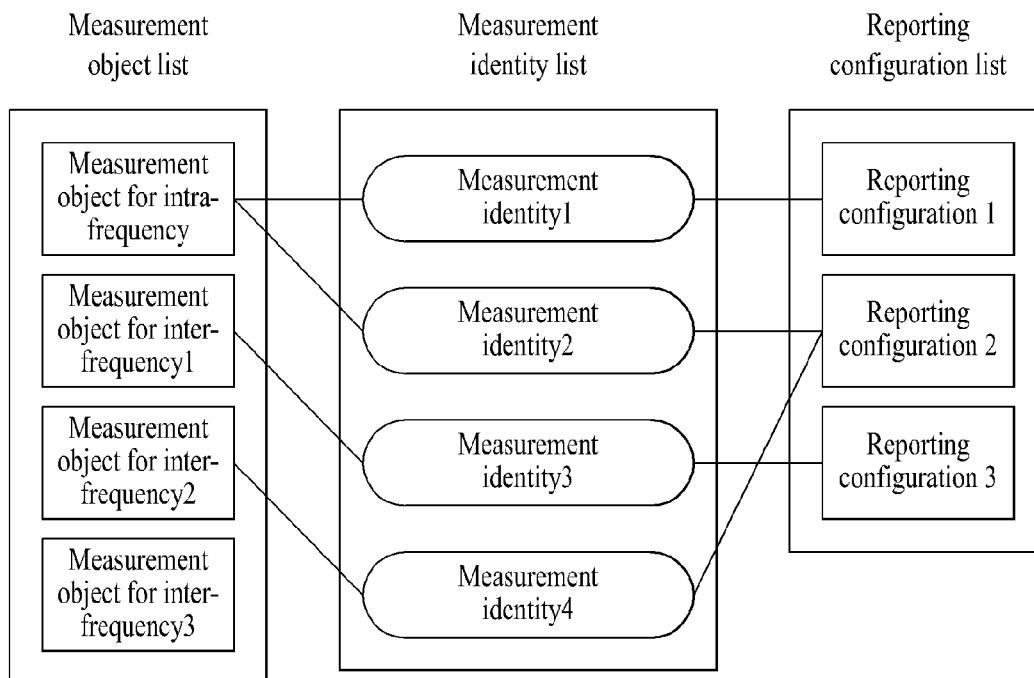 Measurement
object list
Measurement
object for intra-
frequency
Measurement
object for inter-
frequency1
Measurement
object for inter-
frequency2
Measurement
object for inter-
frequency3
Measurement
identity list
Measurement
identity1
Measurement
identity2
Measurement
identity3
Measurement
identity4
Reporting
configuration list
Reporting
configuration 1
Reporting
configuration 2
Reporting
configuration 3